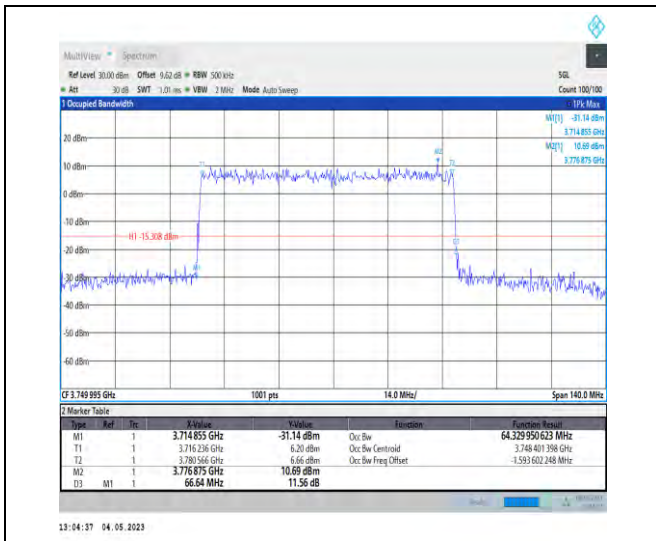 MultiView Spectrum
Ref Level 30.00 dBm Offset 9.62 dB RBW 500 kHz SGL
Att 30 dB SWT 1.01 ms VBW 2 MHz Mode Auto Sweep Count 100/100
1 Occupied Bandwidth 1Pk Max
M1[1] -31.14 dBm
3.714 855 GHz
M2[1] 10.69 dBm
3.776 875 GHz
20 dBm
10 dBm
0 dBm
-10 dBm
H1 -15.308 dBm
-20 dBm
-30 dBm
-40 dBm
-50 dBm
-60 dBm
T1
M2
T2
M1
D3
CF 3.749 995 GHz 1001 pts 14.0 MHz/ Span 140.0 MHz
2 Marker Table
Type Ref Trc X-Value Y-Value Function Function Result
M1 1 3.714 855 GHz -31.14 dBm Occ Bw 64.329 950 623 MHz
T1 1 3.716 236 GHz 6.20 dBm Occ Bw Centroid 3.748 401 398 GHz
T2 1 3.780 566 GHz 6.66 dBm Occ Bw Freq Offset -1.593 602 248 MHz
M2 1 3.776 875 GHz 10.69 dBm
D3 M1 1 66.64 MHz 11.56 dB
13:04:37 04.05.2023